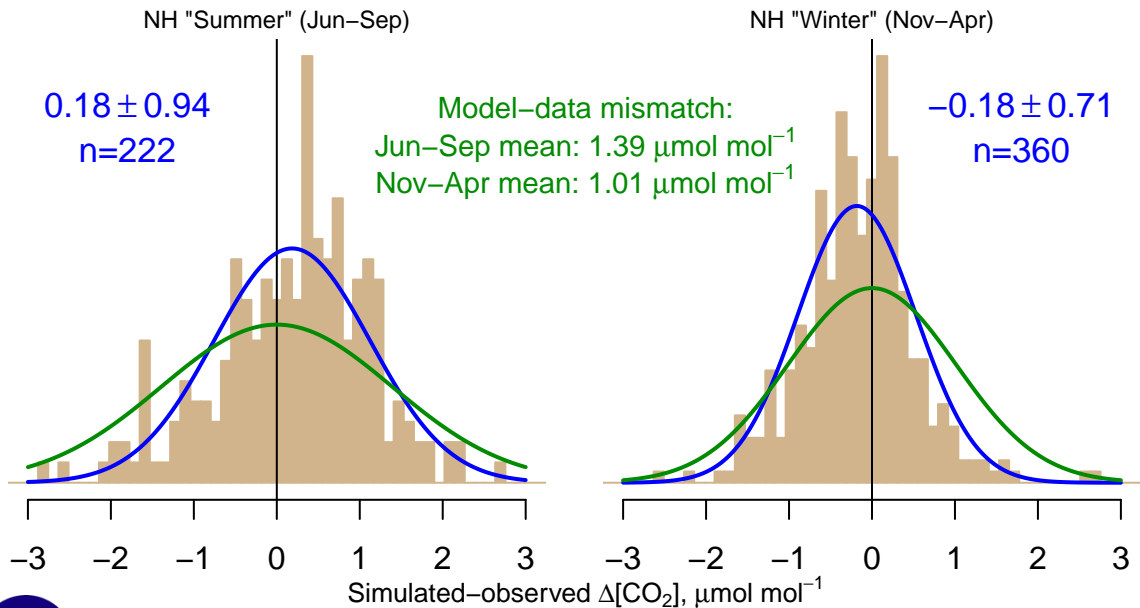 NH "Summer" (Jun−Sep)
NH "Winter" (Nov−Apr)
0.18 ± 0.94
n=222
Model−data mismatch:
Jun−Sep mean: 1.39 μmol mol⁻¹
Nov−Apr mean: 1.01 μmol mol⁻¹
−0.18 ± 0.71
n=360
−3 −2 −1 0 1 2 3
−3 −2 −1 0 1 2 3
Simulated−observed Δ[CO₂], μmol mol⁻¹